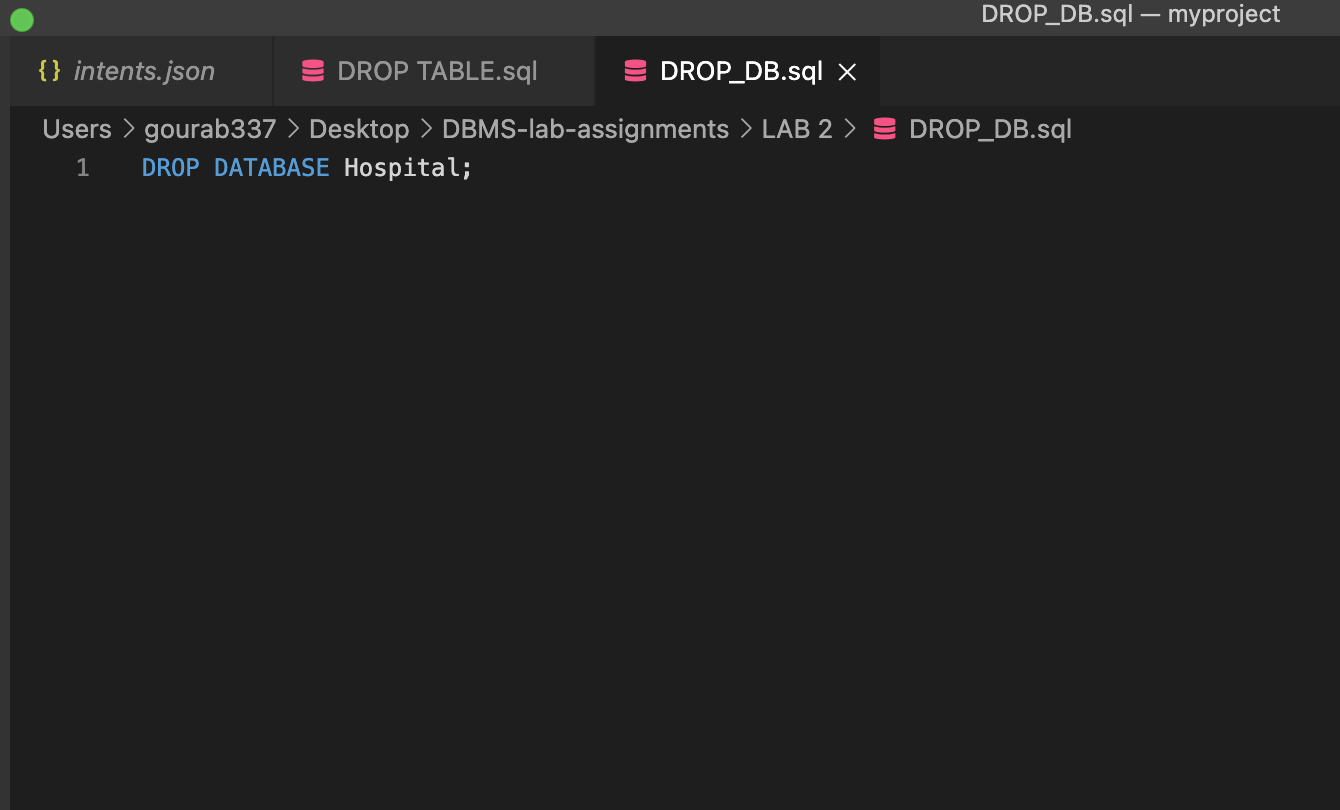 DROP_DB.sql — myproject
{} intents.json DROP TABLE.sql DROP_DB.sql
Users > gourab337 > Desktop > DBMS-lab-assignments > LAB 2 > DROP_DB.sql
1 DROP DATABASE Hospital;